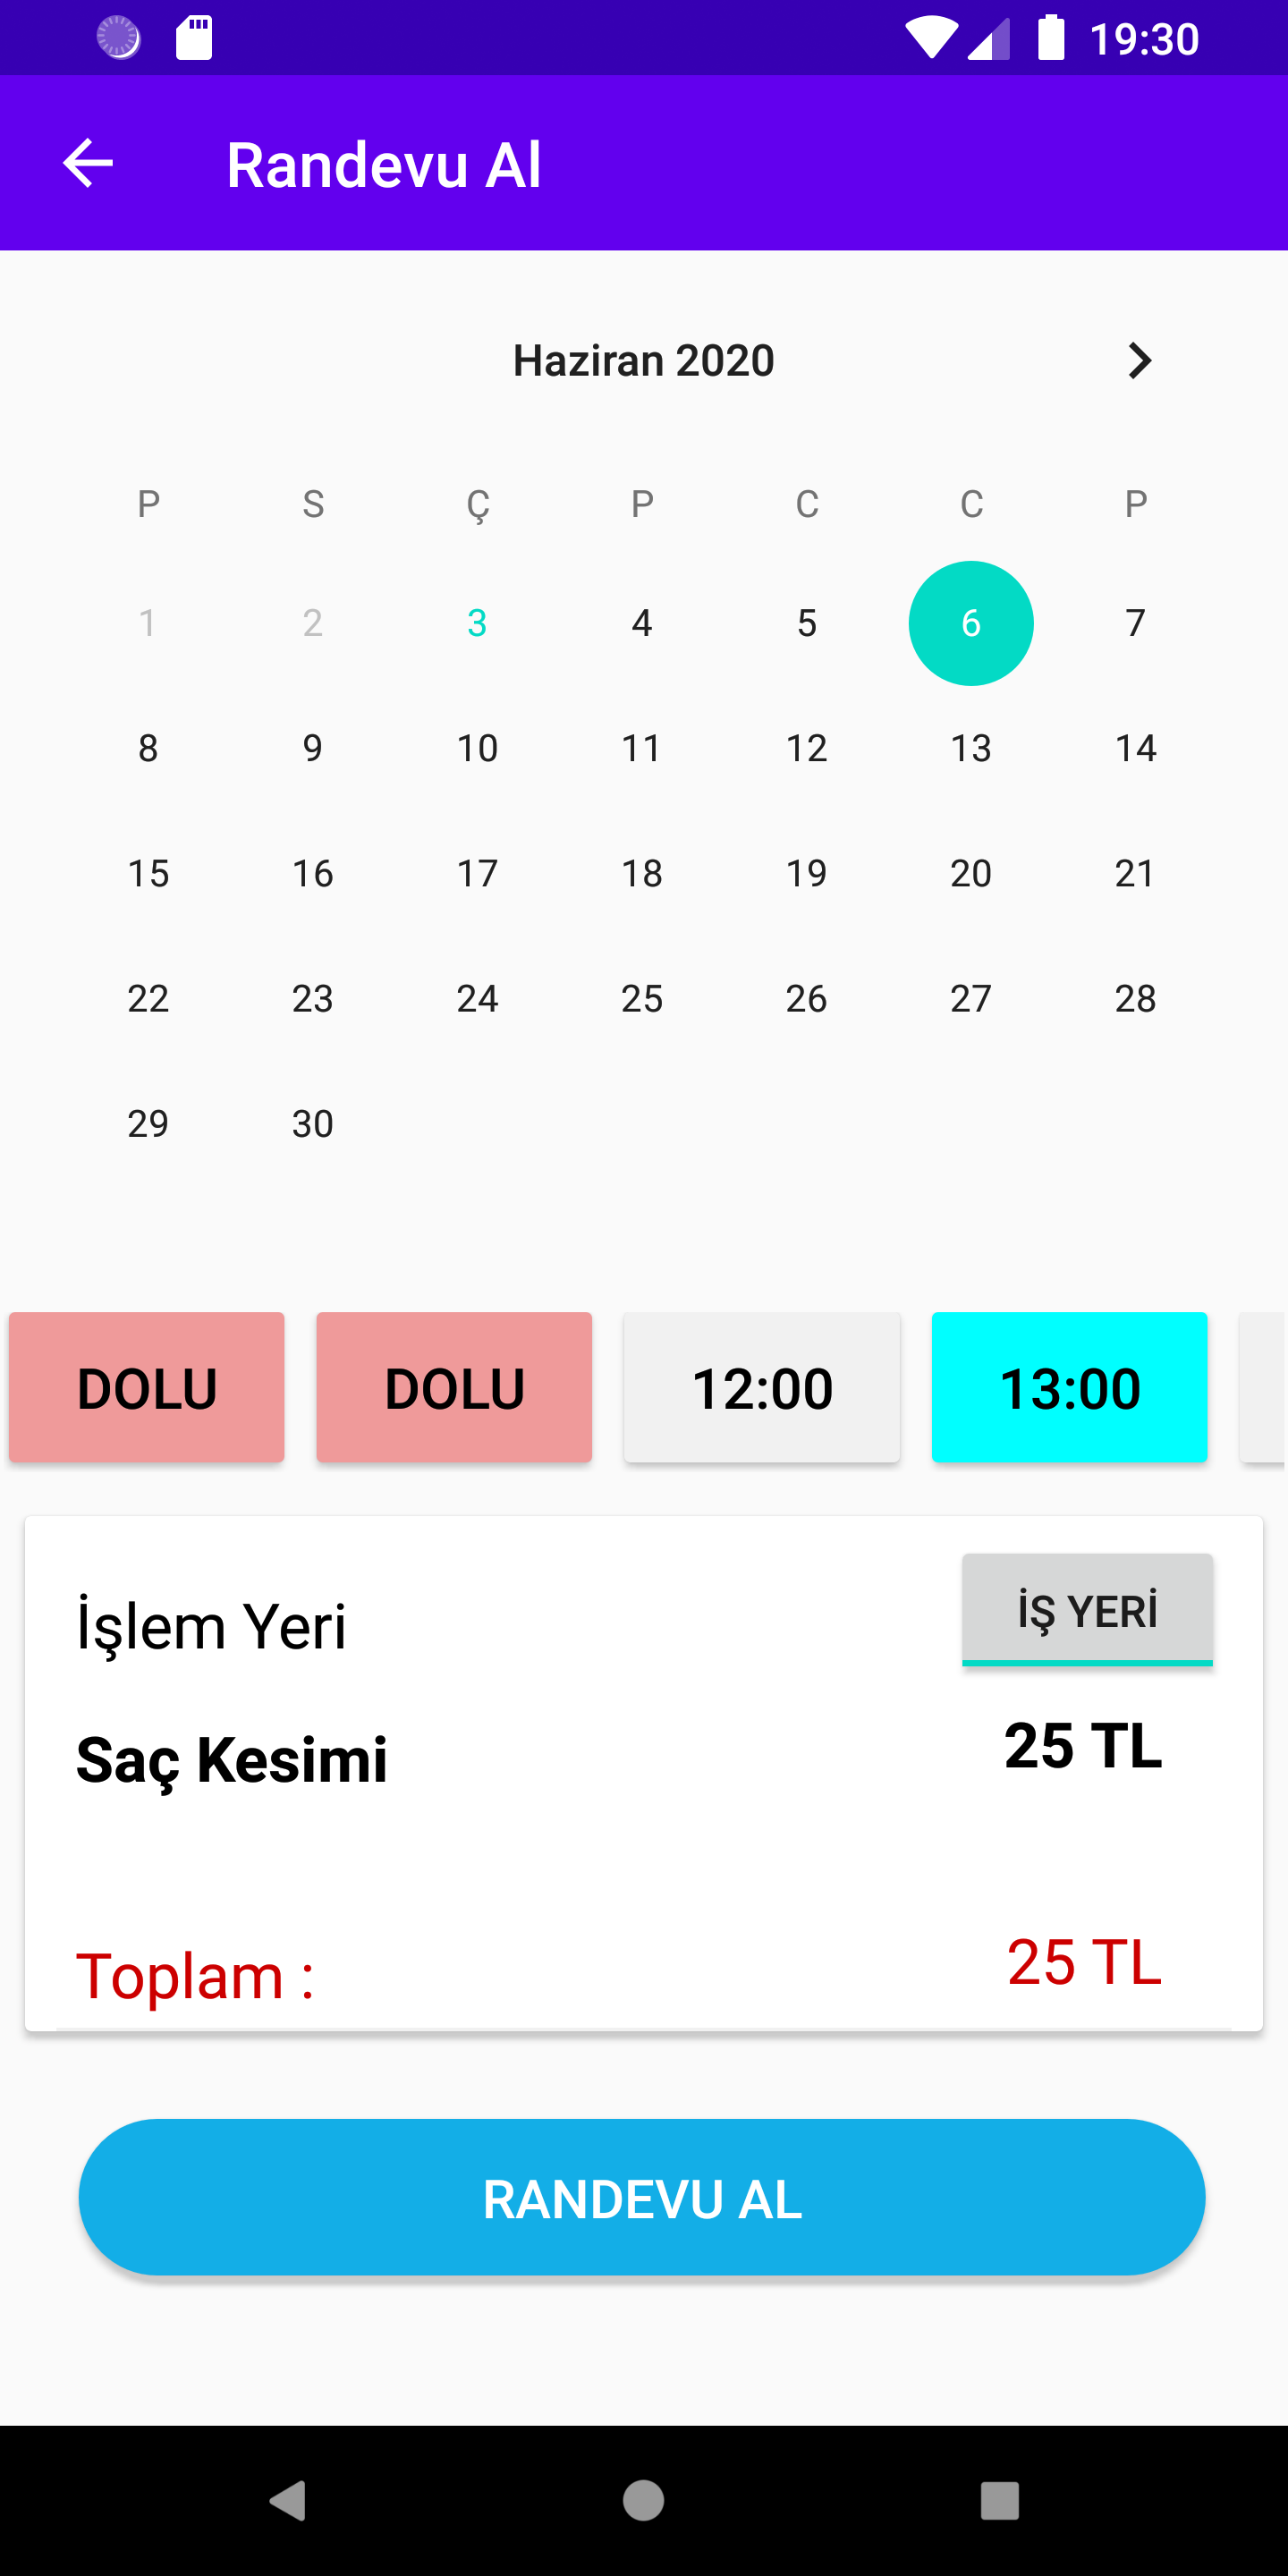 19:30
Randevu Al
Haziran 2020
P S Ç P C C P
1 2 3 4 5 6 7
8 9 10 11 12 13 14
15 16 17 18 19 20 21
22 23 24 25 26 27 28
29 30
DOLU DOLU 12:00 13:00
İşlem Yeri İŞ YERİ
Saç Kesimi 25 TL
Toplam : 25 TL
RANDEVU AL